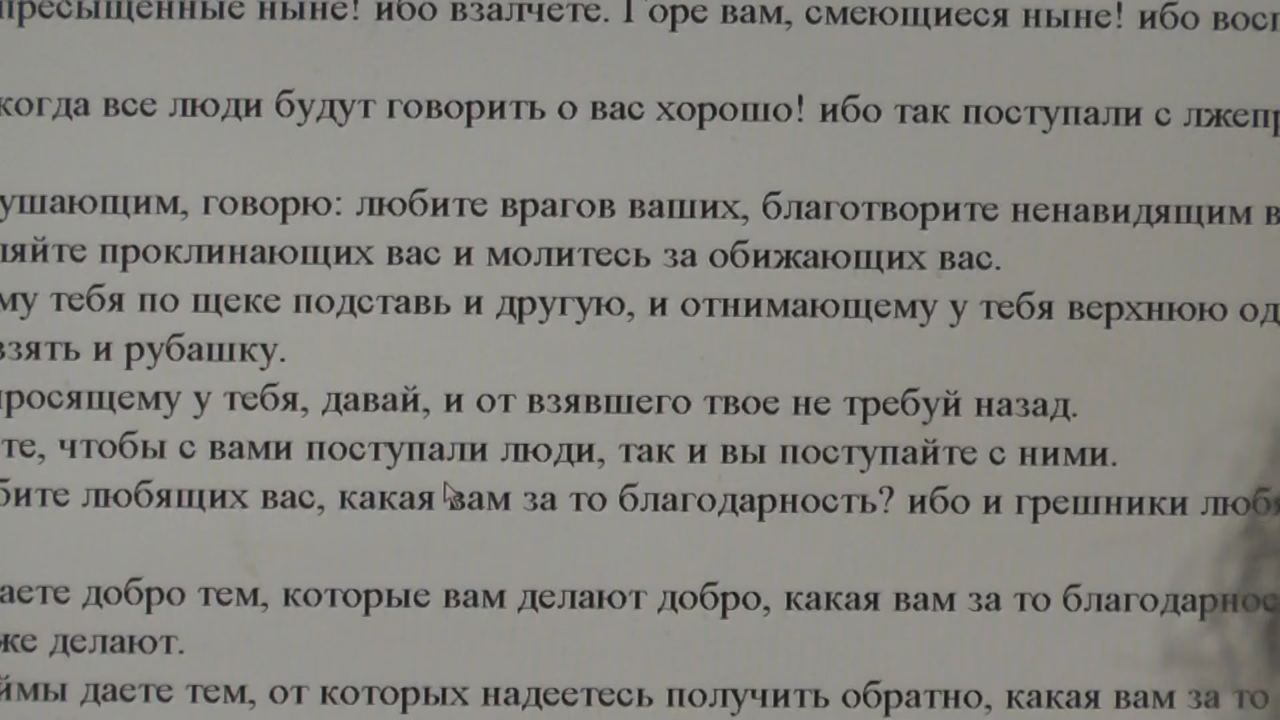 пресыщенные ныне! ибо взалчете. Горе вам, смеющиеся ныне! ибо восп
когда все люди будут говорить о вас хорошо! ибо так поступали с лжепр
ушающим, говорю: любите врагов ваших, благотворите ненавидящим в
ляйте проклинающих вас и молитесь за обижающих вас.
му тебя по щеке подставь и другую, и отнимающему у тебя верхнюю од
взять и рубашку.
просящему у тебя, давай, и от взявшего твое не требуй назад.
те, чтобы с вами поступали люди, так и вы поступайте с ними.
бите любящих вас, какая вам за то благодарность? ибо и грешники любя
аете добро тем, которые вам делают добро, какая вам за то благодарнос
же делают.
ймы даете тем, от которых надеетесь получить обратно, какая вам за то